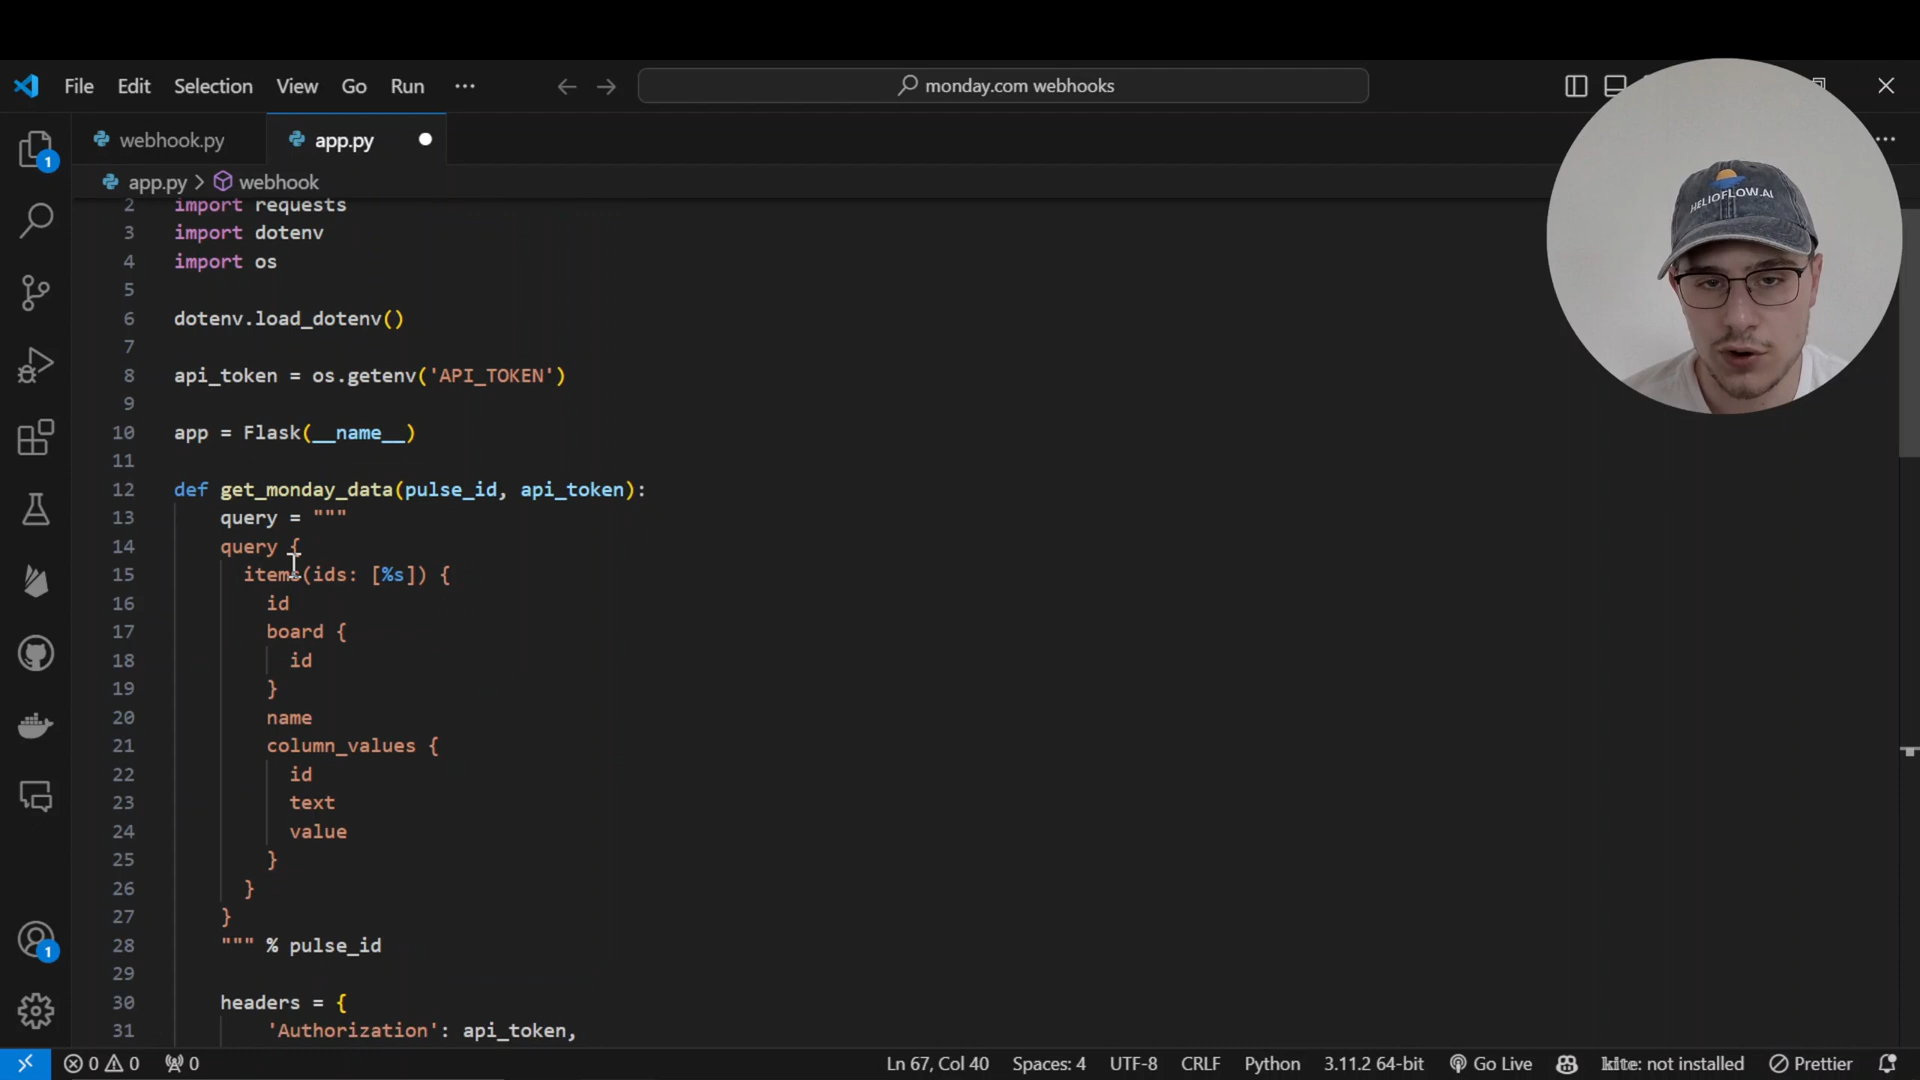 File Edit Selection View Go Run ··· monday.com webhooks
webhook.py app.py
app.py > webhook
2 import requests
3 import dotenv
4 import os
5
6 dotenv.load_dotenv()
7
8 api_token = os.getenv('API_TOKEN')
9
10 app = Flask(__name__)
11
12 def get_monday_data(pulse_id, api_token):
13 query = """
14 query {
15 items(ids: [%s]) {
16 id
17 board {
18 id
19 }
20 name
21 column_values {
22 id
23 text
24 value
25 }
26 }
27 }
28 """ % pulse_id
29
30 headers = {
31 'Authorization': api_token,
1
1
HELIOFLOW.AI
0 0 0 Ln 67, Col 40 Spaces: 4 UTF-8 CRLF Python 3.11.2 64-bit Go Live kite: not installed Prettier